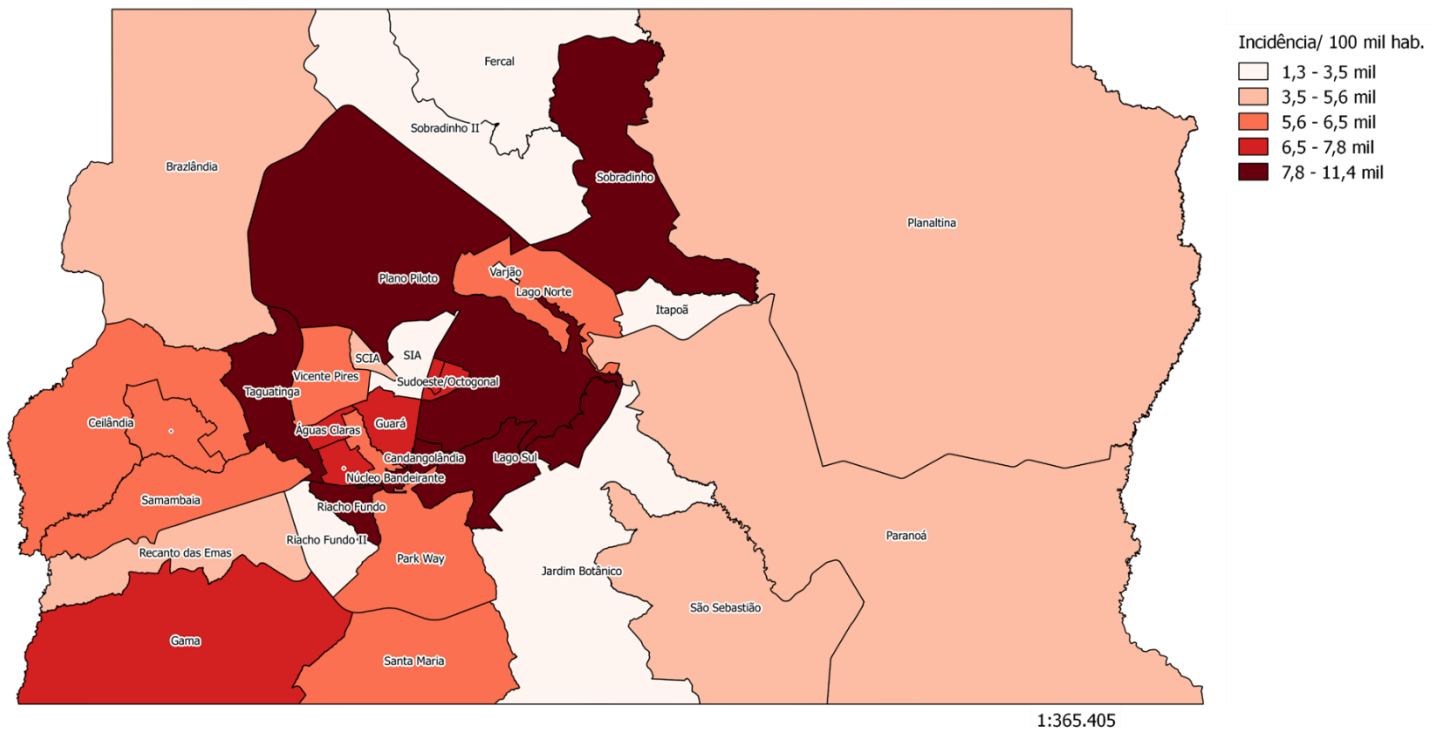 Incidência/ 100 mil hab.
1,3 - 3,5 mil
3,5 - 5,6 mil
5,6 - 6,5 mil
6,5 - 7,8 mil
7,8 - 11,4 mil
Fercal
Sobradinho II
Brazlândia
Sobradinho
Planaltina
Plano Piloto
Varjão
Lago Norte
Itapoã
SCIA
SIA
Vicente Pires
Sudoeste/Octogonal
Taguatinga
Ceilândia
Águas Claras
Guará
Candangolândia
Lago Sul
Núcleo Bandeirante
Samambaia
Riacho Fundo
Riacho Fundo II
Recanto das Emas
Park Way
Paranoá
Jardim Botânico
São Sebastião
Gama
Santa Maria
1:365.405